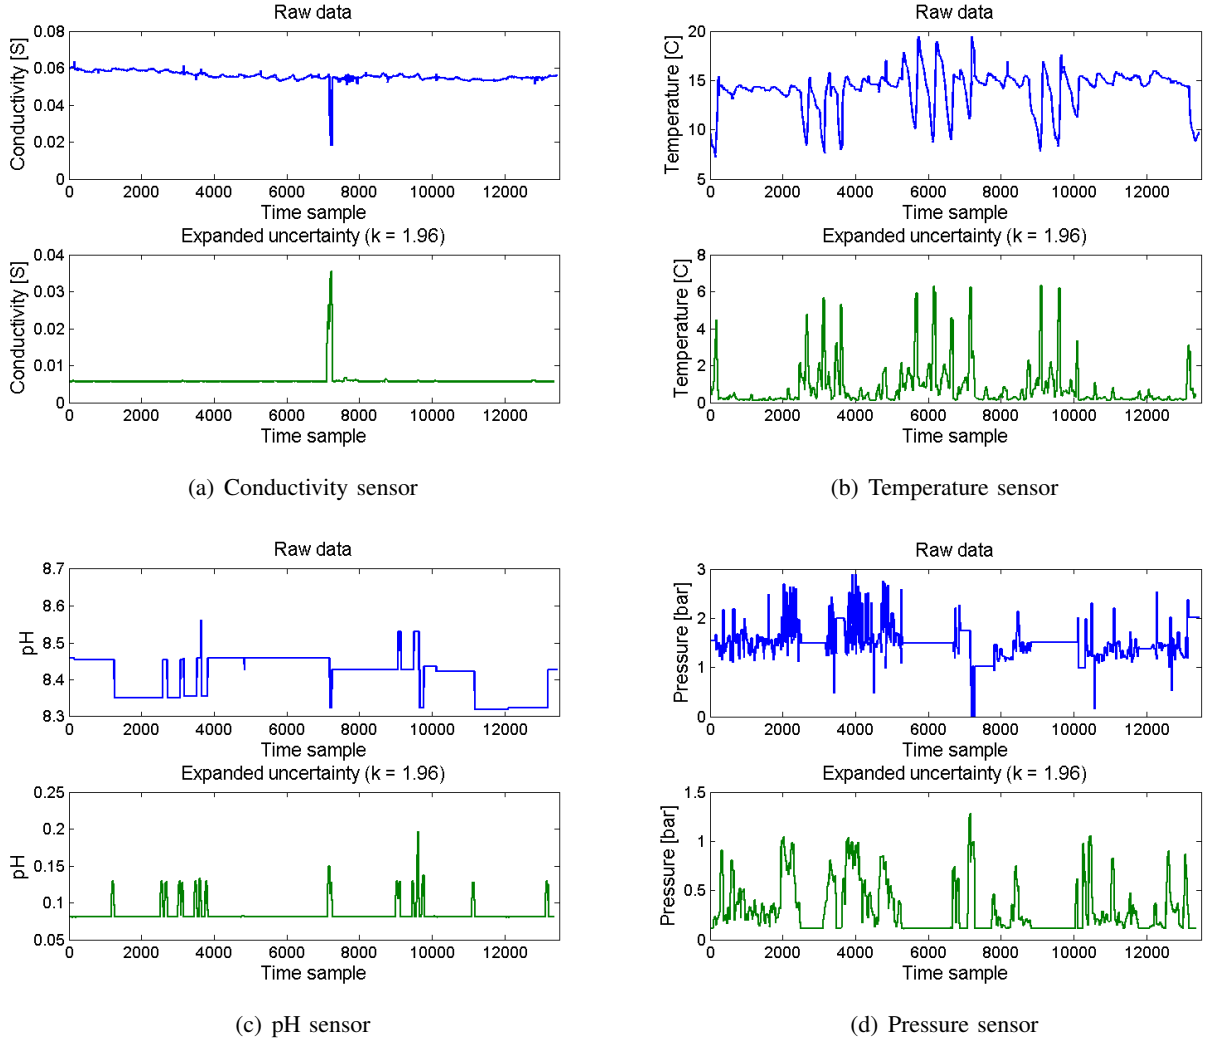 Raw data
Conductivity [S]
0.08
0.06
0.04
0.02
0
0 2000 4000 6000 8000 10000 12000
Time sample
Expanded uncertainty (k = 1.96)
Conductivity [S]
0.04
0.03
0.02
0.01
0
0 2000 4000 6000 8000 10000 12000
Time sample
(a) Conductivity sensor
Raw data
Temperature [C]
20
15
10
5
0 2000 4000 6000 8000 10000 12000
Time sample
Expanded uncertainty (k = 1.96)
Temperature [C]
8
6
4
2
0
0 2000 4000 6000 8000 10000 12000
Time sample
(b) Temperature sensor
Raw data
pH
8.7
8.6
8.5
8.4
8.3
0 2000 4000 6000 8000 10000 12000
Time sample
Expanded uncertainty (k = 1.96)
pH
0.25
0.2
0.15
0.1
0.05
0 2000 4000 6000 8000 10000 12000
Time sample
(c) pH sensor
Raw data
Pressure [bar]
3
2
1
0
0 2000 4000 6000 8000 10000 12000
Time sample
Expanded uncertainty (k = 1.96)
Pressure [bar]
1.5
1
0.5
0
0 2000 4000 6000 8000 10000 12000
Time sample
(d) Pressure sensor